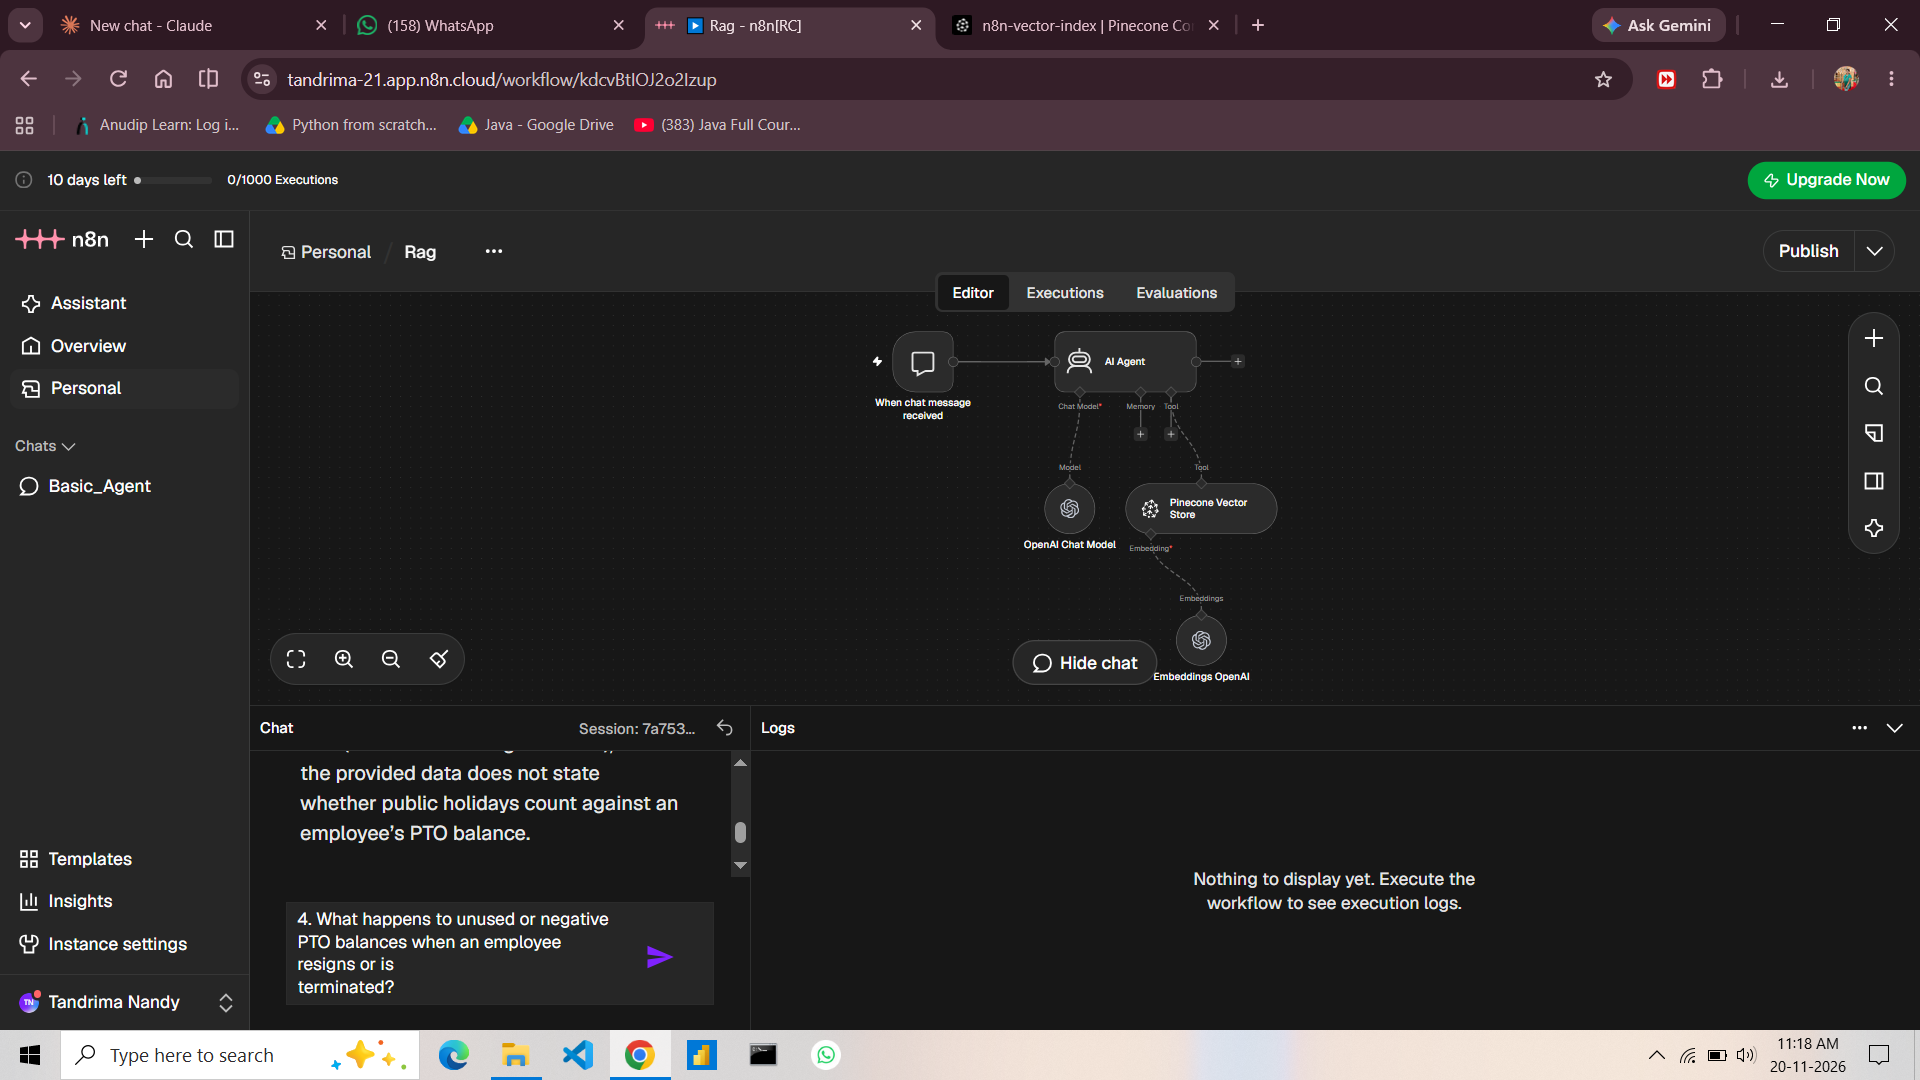 New chat - Claude
(158) WhatsApp
Rag - n8n[RC]
n8n-vector-index | Pinecone Co
Ask Gemini
tandrima-21.app.n8n.cloud/workflow/kdcvBtIOJ2o2Izup
Anudip Learn: Log i...
Python from scratch...
Java - Google Drive
(383) Java Full Cour...
10 days left
0/1000 Executions
Upgrade Now
n8n
Personal / Rag
Publish
Editor
Executions
Evaluations
Assistant
Overview
Personal
Chats
Basic_Agent
When chat message
received
AI Agent
Chat Model*
Memory
Tool
Model
Tool
OpenAI Chat Model
Pinecone Vector
Store
Embedding*
Embeddings
Embeddings OpenAI
Hide chat
Chat
Session: 7a753...
Logs
the provided data does not state
whether public holidays count against an
employee’s PTO balance.
4. What happens to unused or negative
PTO balances when an employee
resigns or is
terminated?
Nothing to display yet. Execute the
workflow to see execution logs.
Templates
Insights
Instance settings
TN
Tandrima Nandy
Type here to search
11:18 AM
20-11-2026